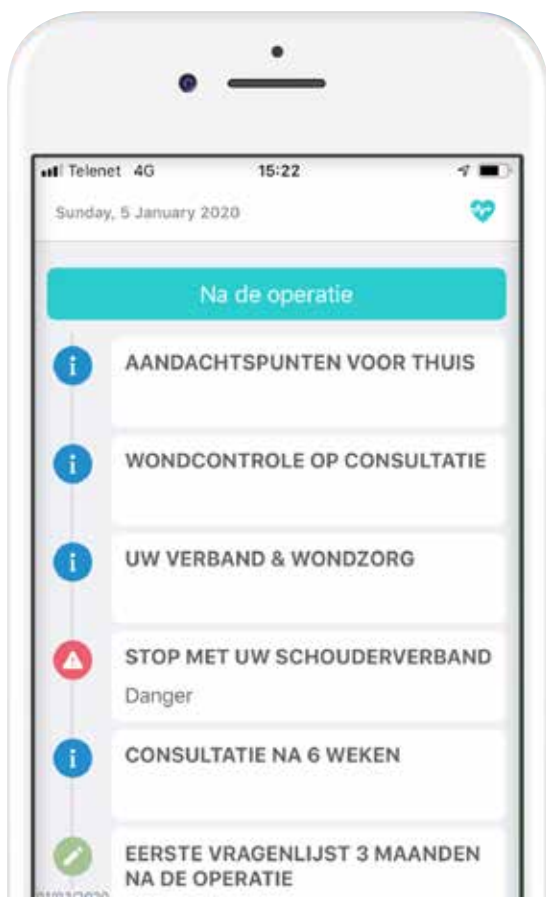 Telenet 4G 15:22
Sunday, 5 January 2020
Na de operatie
AANDACHTSPUNTEN VOOR THUIS
WONDCONTROLE OP CONSULTATIE
UW VERBAND & WONDZORG
STOP MET UW SCHOUDERVERBAND
Danger
CONSULTATIE NA 6 WEKEN
EERSTE VRAGENLIJST 3 MAANDEN
NA DE OPERATIE